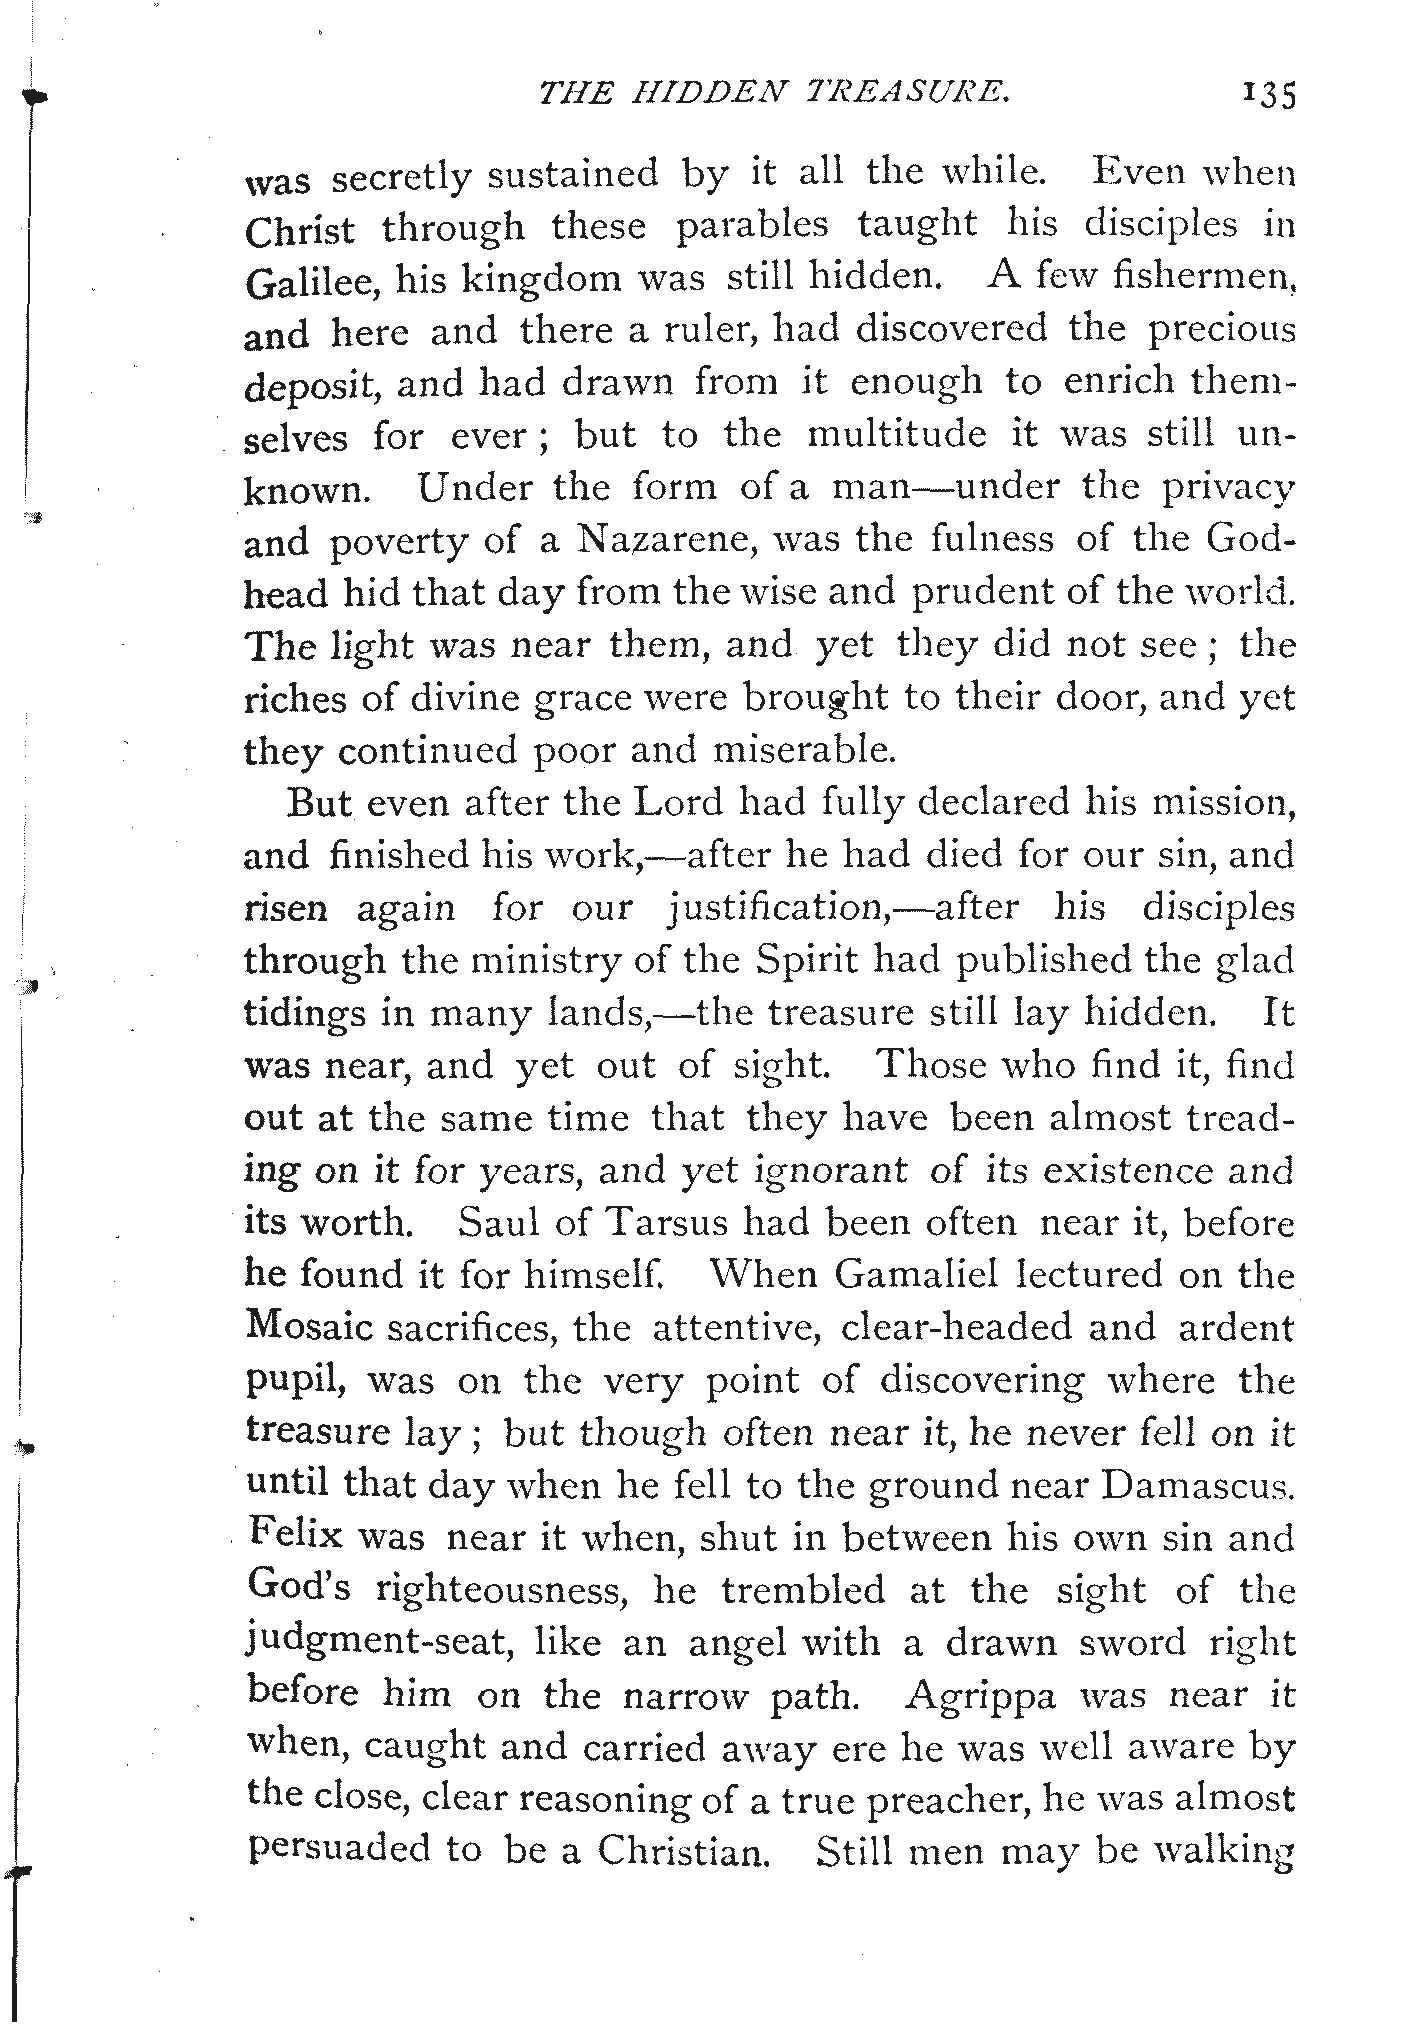 THE HIDDEN TREASURE. 135
was secretly sustained by it all the while. Even when
Christ through these parables taught his disciples in
Galilee, his kingdom was still hidden. A few fishermen,
and here and there a ruler, had discovered the precious
deposit, and had drawn from it enough to enrich them-
selves for ever ; but to the multitude it was still un-
known. Under the form of a man—under the privacy
and poverty of a Nazarene, was the fulness of the God-
head hid that day from the wise and prudent of the world.
The light was near them, and yet they did not see ; the
riches of divine grace were brought to their door, and yet
they continued poor and miserable.
But even after the Lord had fully declared his mission,
and finished his work,—after he had died for our sin, and
risen again for our justification,—after his disciples
through the ministry of the Spirit had published the glad
tidings in many lands,—the treasure still lay hidden. It
was near, and yet out of sight. Those who find it, find
out at the same time that they have been almost tread-
ing on it for years, and yet ignorant of its existence and
its worth. Saul of Tarsus had been often near it, before
he found it for himself. When Gamaliel lectured on the
Mosaic sacrifices, the attentive, clear-headed and ardent
pupil, was on the very point of discovering where the
treasure lay ; but though often near it, he never fell on it
until that day when he fell to the ground near Damascus.
Felix was near it when, shut in between his own sin and
God's righteousness, he trembled at the sight of the
judgment-seat, like an angel with a drawn sword right
before him on the narrow path. Agrippa was near it
when, caught and carried away ere he was well aware by
the close, clear reasoning of a true preacher, he was almost
persuaded to be a Christian. Still men may be walking